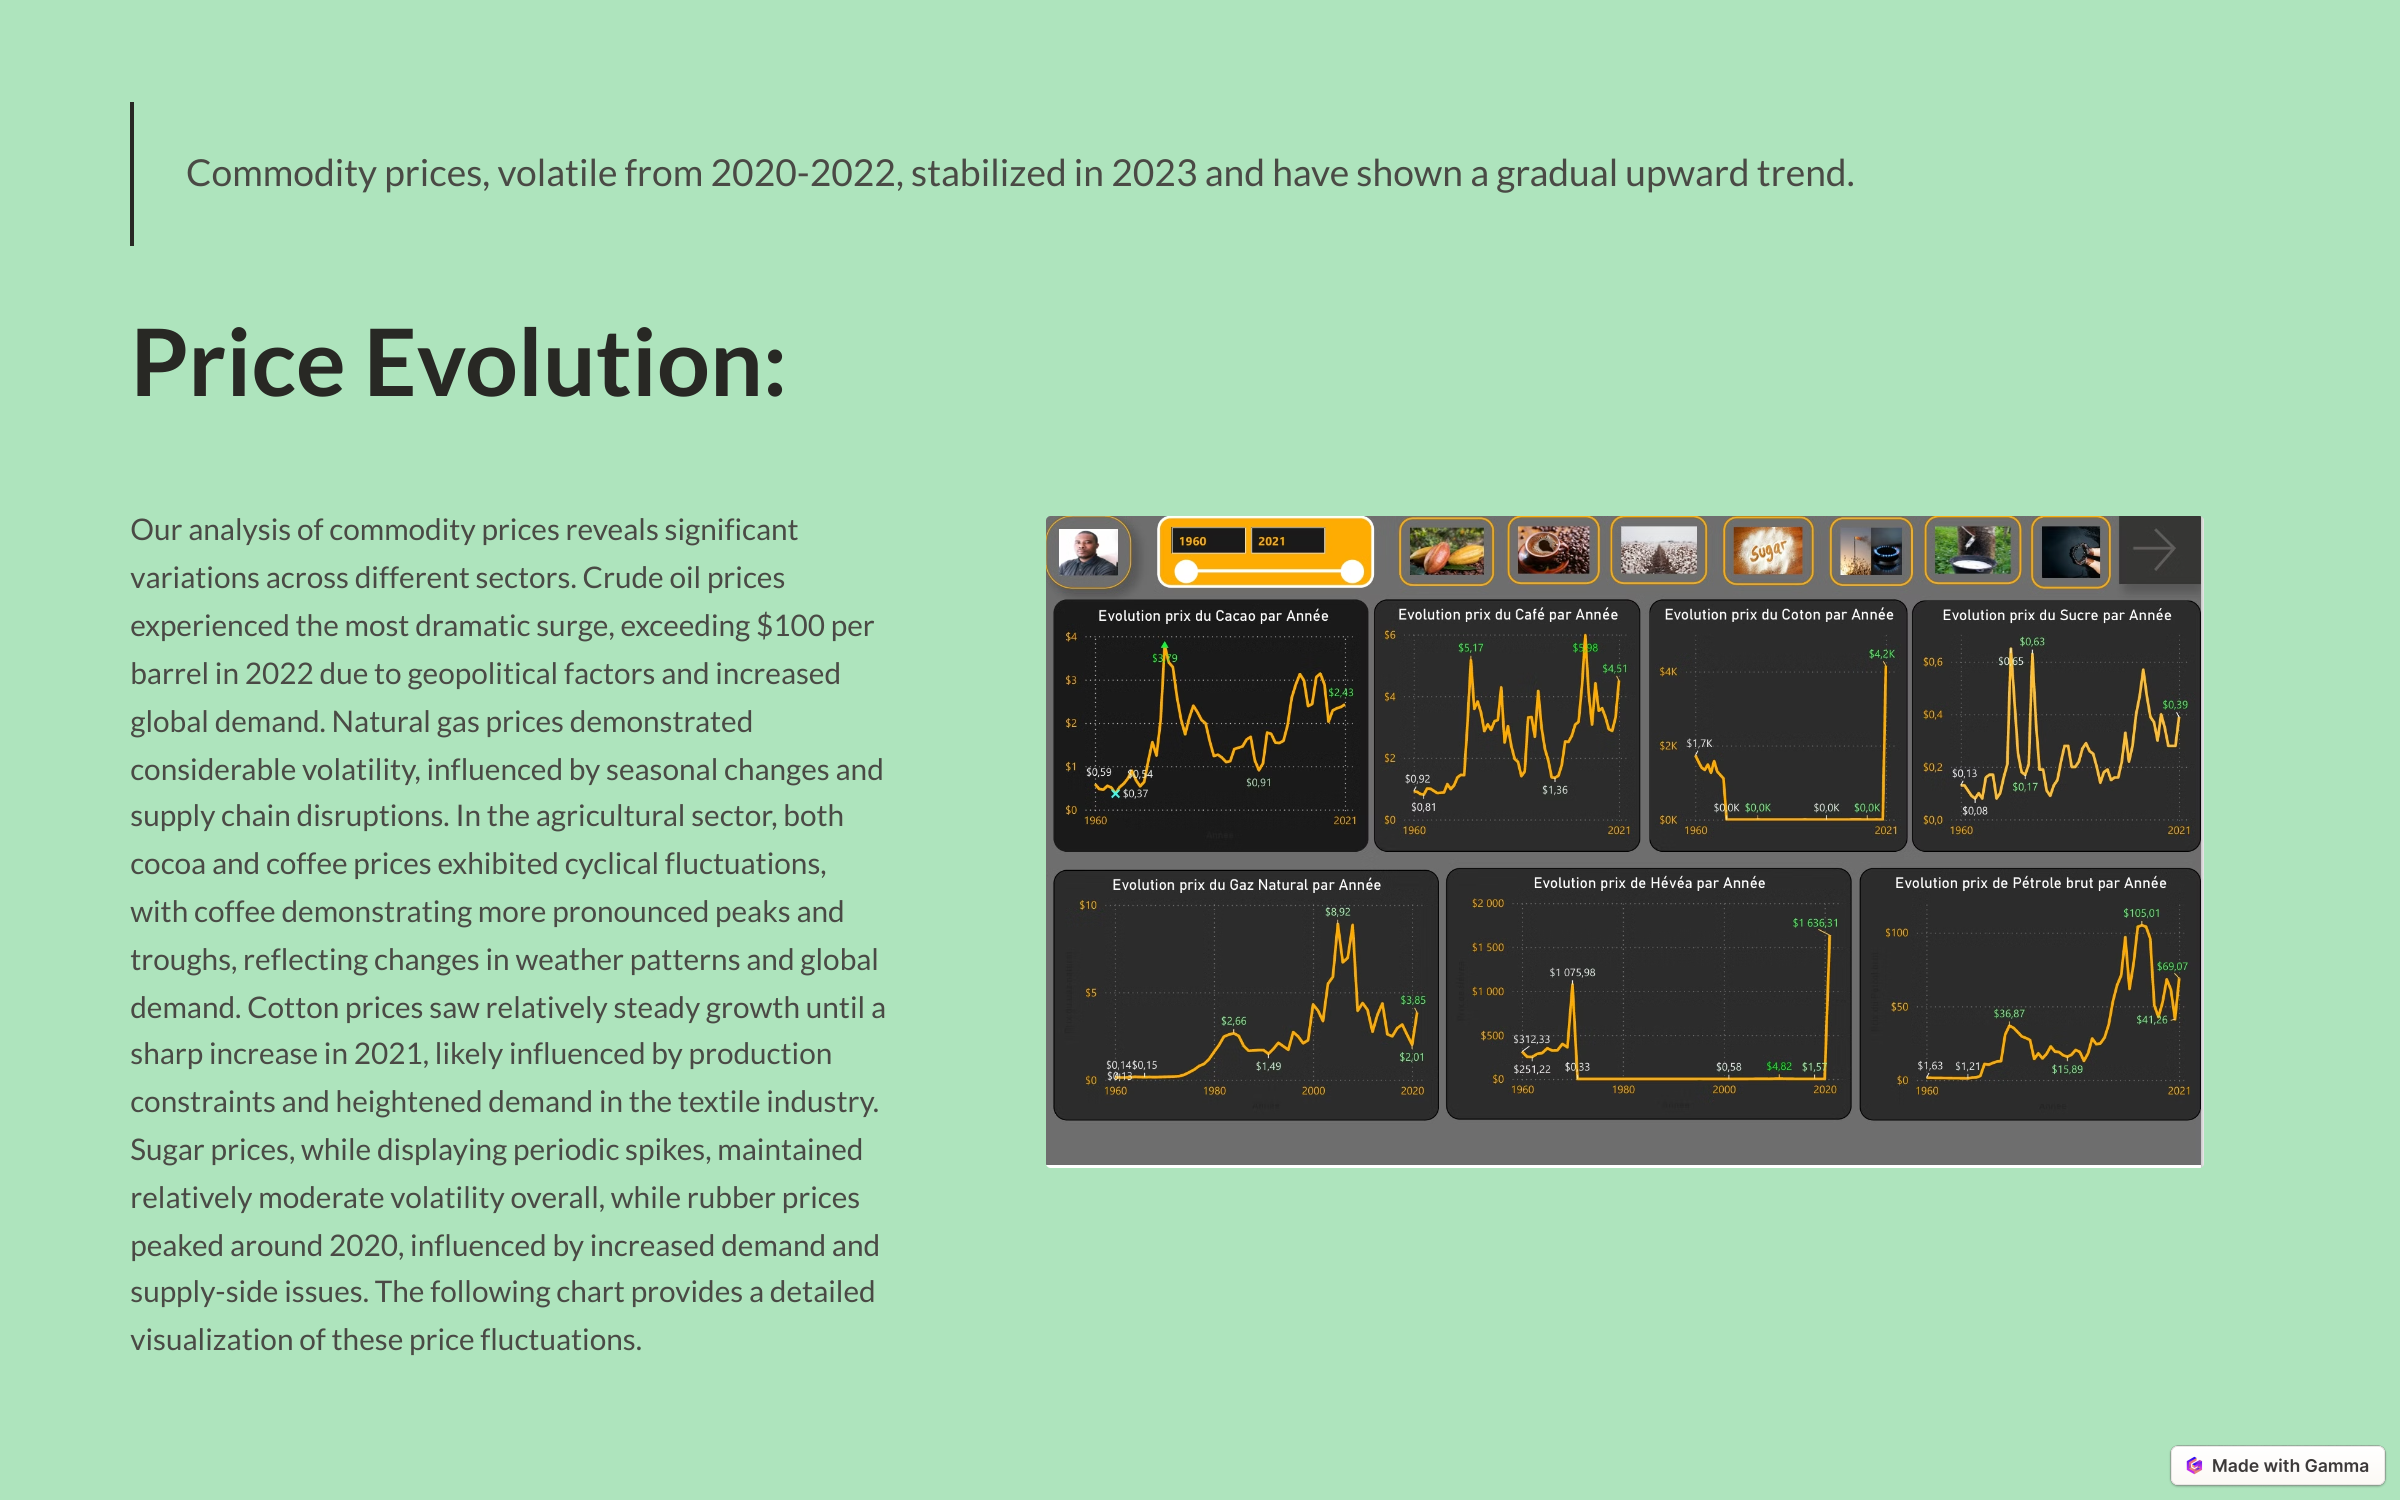 Commodity prices, volatile from 2020-2022, stabilized in 2023 and have shown a gradual upward trend.
Price Evolution:
Our analysis of commodity prices reveals significant
variations across different sectors. Crude oil prices
experienced the most dramatic surge, exceeding $100 per
barrel in 2022 due to geopolitical factors and increased
global demand. Natural gas prices demonstrated
considerable volatility, influenced by seasonal changes and
supply chain disruptions. In the agricultural sector, both
cocoa and coffee prices exhibited cyclical fluctuations,
with coffee demonstrating more pronounced peaks and
troughs, reflecting changes in weather patterns and global
demand. Cotton prices saw relatively steady growth until a
sharp increase in 2021, likely influenced by production
constraints and heightened demand in the textile industry.
Sugar prices, while displaying periodic spikes, maintained
relatively moderate volatility overall, while rubber prices
peaked around 2020, influenced by increased demand and
supply-side issues. The following chart provides a detailed
visualization of these price fluctuations.
1960 2021
Sugar
Evolution prix du Cacao par Année
$4
$3,79
$3
$2,43
$2
$1
$0,59 $0,54
$0,37
$0,91
$0
1960 2021
Evolution prix du Café par Année
$6
$5,17 $5,98
$4,51
$4
$2
$0,92
$0,81
$1,36
$0
1960 2021
Evolution prix du Coton par Année
$4,2K
$4K
$2K $1,7K
$0,0K $0,0K $0,0K $0,0K
$0K
1960 2021
Evolution prix du Sucre par Année
$0,63
$0,6 $0,65
$0,4
$0,39
$0,2
$0,13
$0,17
$0,08
$0,0
1960 2021
Evolution prix du Gaz Natural par Année
$10
$8,92
$5
$3,85
$2,66
$0,14 $0,15
$0,13
$1,49
$2,01
$0
1960 1980 2000 2020
Evolution prix de Hévéa par Année
$2 000
$1 636,31
$1 500
$1 075,98
$1 000
$500
$312,33
$251,22 $0,33 $0,58 $4,82 $1,57
$0
1960 1980 2000 2020
Evolution prix de Pétrole brut par Année
$105,01
$100
$69,07
$50
$36,87
$41,26
$1,63 $1,21
$15,89
$0
1960 2021
Made with Gamma